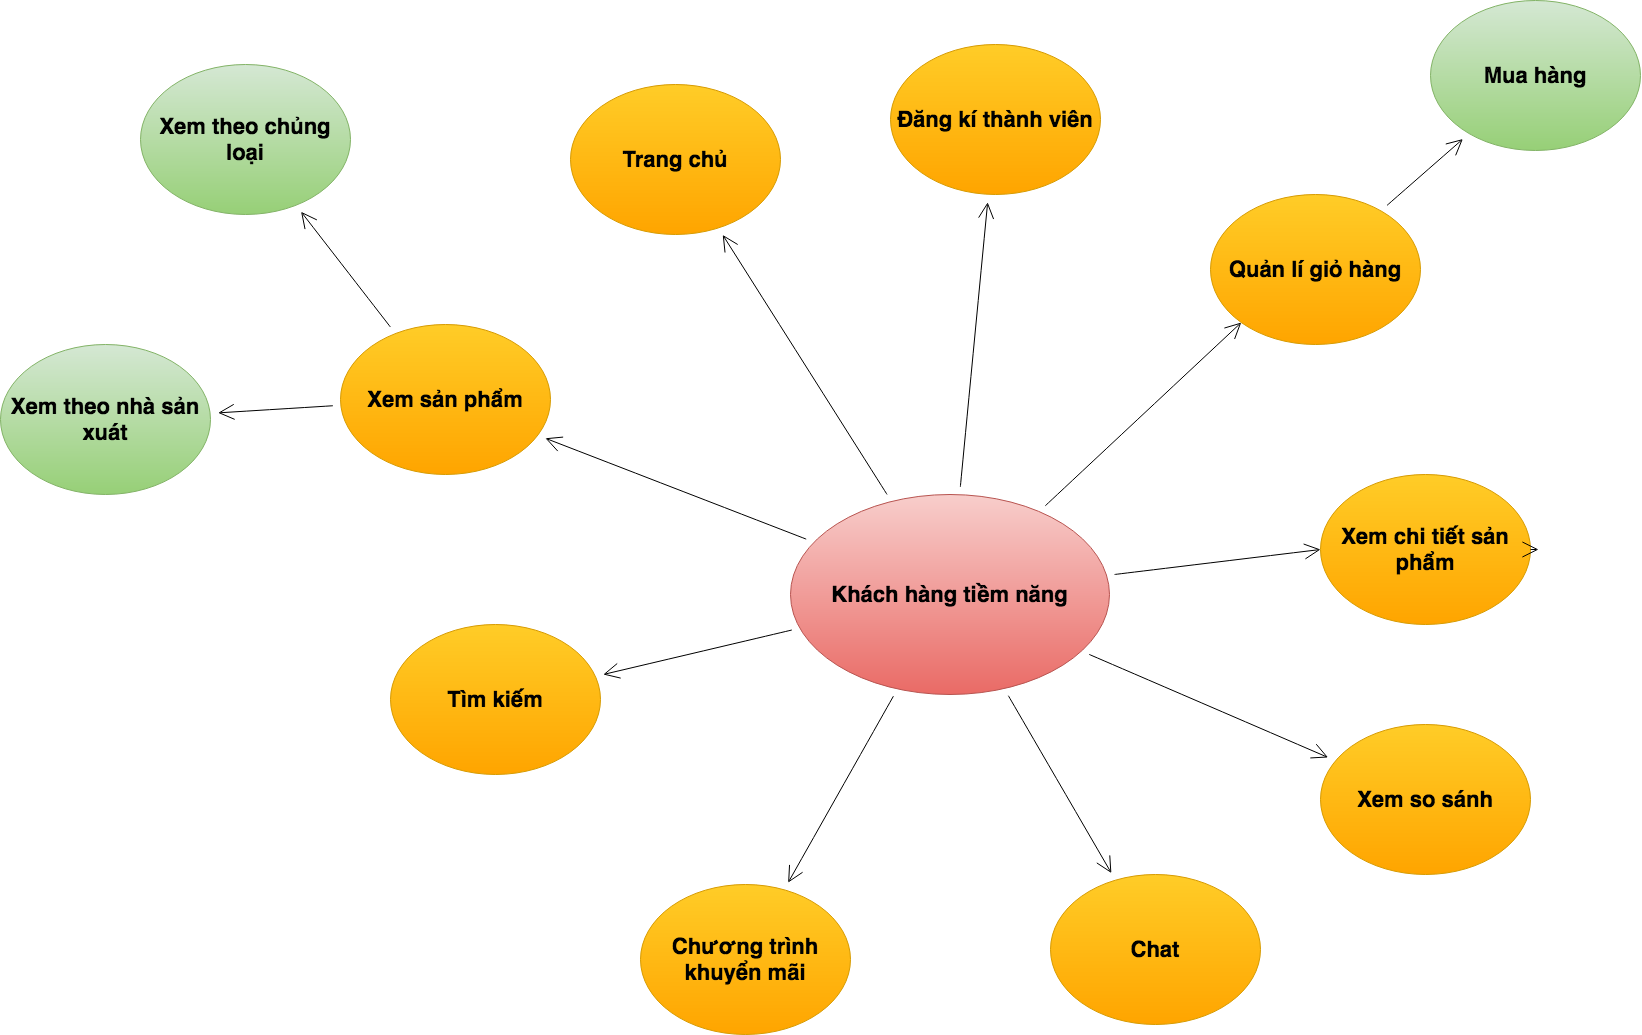 Mua hàng
Đăng kí thành viên
Xem theo chủng
loại
Trang chủ
Quản lí giỏ hàng
Xem sản phẩm
Xem theo nhà sản
xuát
Xem chi tiết sản
phẩm
Khách hàng tiềm năng
Tìm kiếm
Xem so sánh
Chương trình
khuyển mãi
Chat